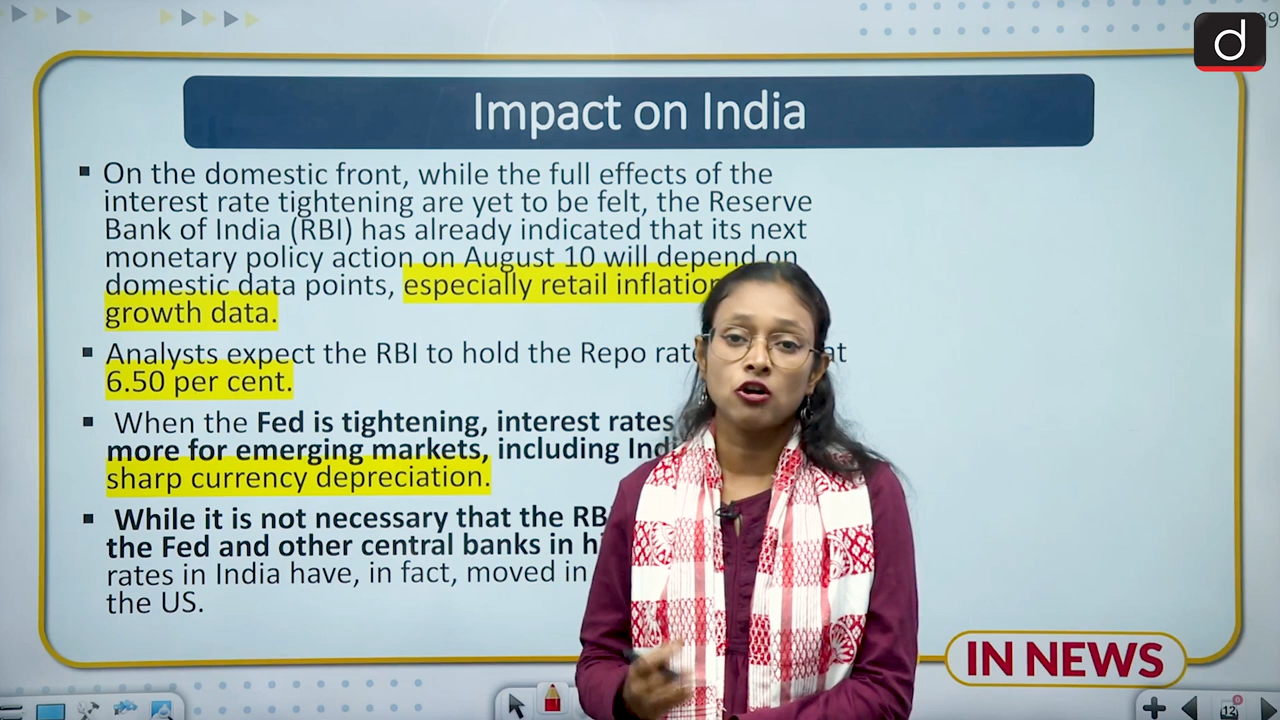 d
Impact on India
▪ On the domestic front, while the full effects of the
interest rate tightening are yet to be felt, the Reserve
Bank of India (RBI) has already indicated that its next
monetary policy action on August 10 will depend on
domestic data points, especially retail inflation
growth data.
▪ Analysts expect the RBI to hold the Repo rate at
6.50 per cent.
▪ When the Fed is tightening, interest rates
more for emerging markets, including
sharp currency depreciation.
▪ While it is not necessary that the
the Fed and other central banks in
rates in India have, in fact, moved in
the US.
IN NEWS
12